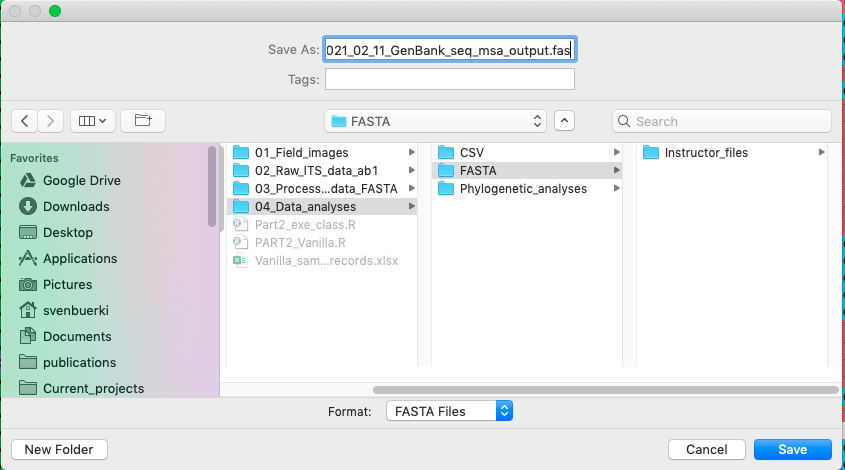 Save As: 021_02_11_GenBank_seq_msa_output.fas
Tags:
FASTA
Search
Favorites
Google Drive
Downloads
Desktop
Applications
Pictures
svenbuerki
Documents
publications
Current_projects
01_Field_images
02_Raw_ITS_data_ab1
03_Process...data_FASTA
04_Data_analyses
Part2_exe_class.R
PART2_Vanilla.R
Vanilla_sam...records.xlsx
CSV
FASTA
Phylogenetic_analyses
Instructor_files
Format: FASTA Files
New Folder
Cancel
Save